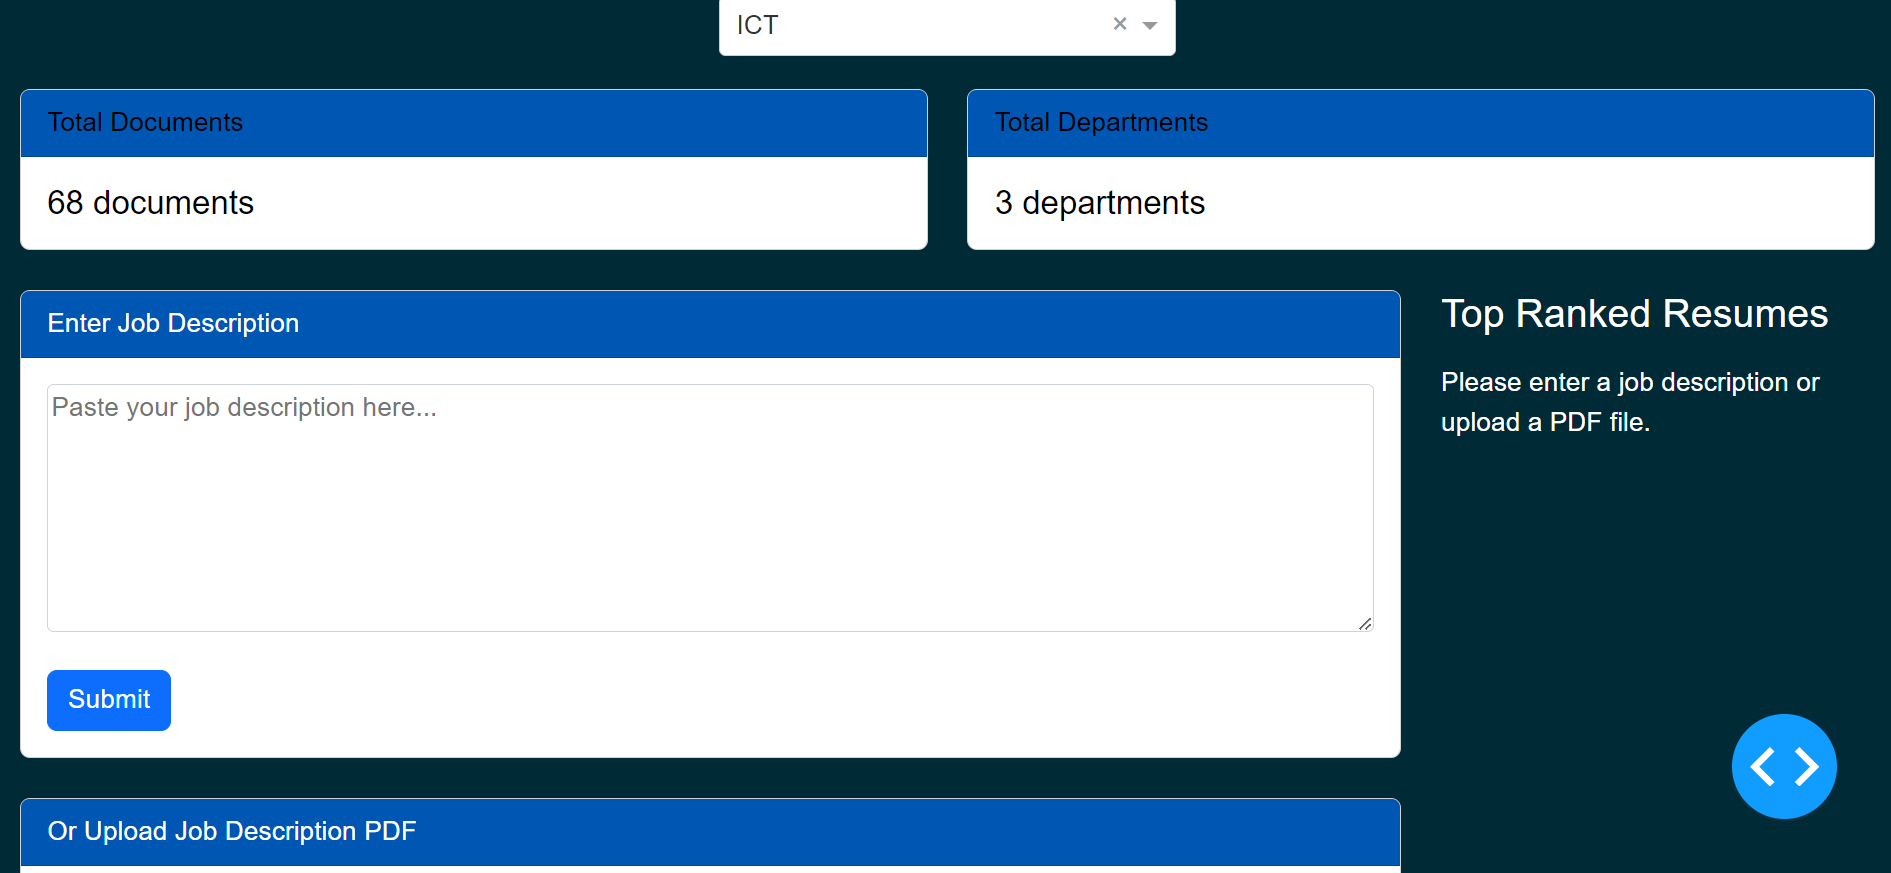 ICT
Total Documents
68 documents
Total Departments
3 departments
Enter Job Description
Paste your job description here...
Submit
Top Ranked Resumes
Please enter a job description or
upload a PDF file.
Or Upload Job Description PDF